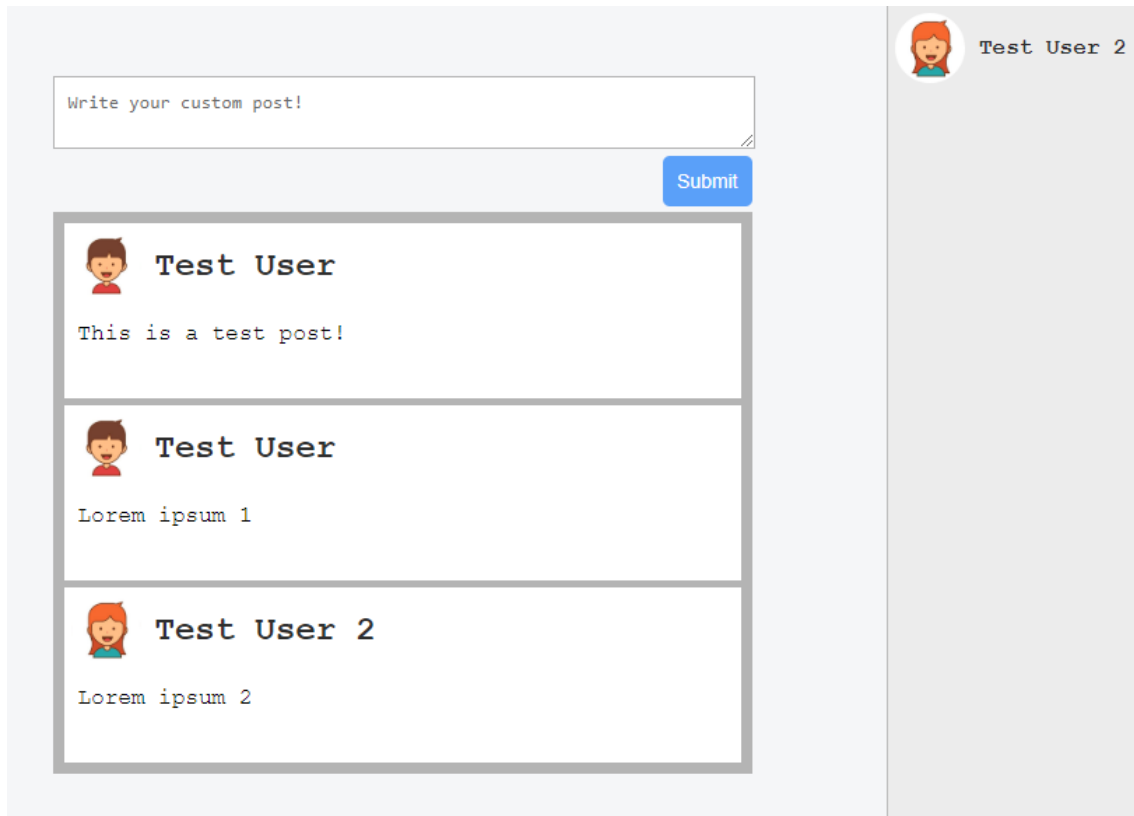 Test User 2
Write your custom post!
Submit
Test User
This is a test post!
Test User
Lorem ipsum 1
Test User 2
Lorem ipsum 2